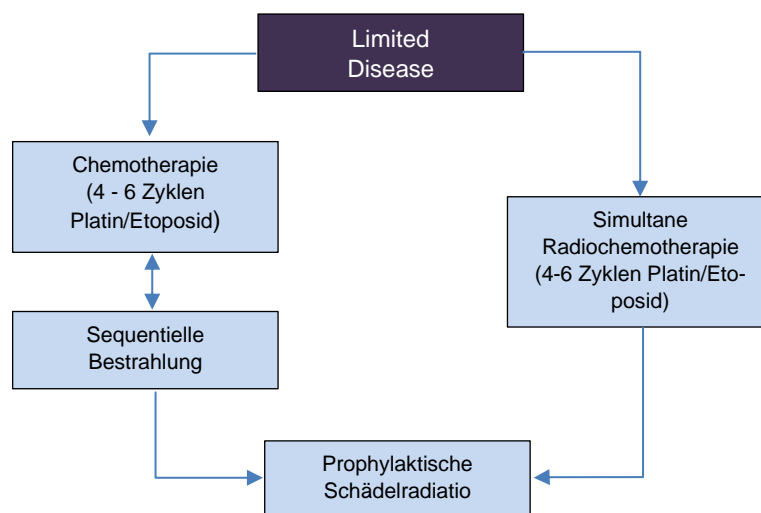 Limited
Disease
Chemotherapie
(4 - 6 Zyklen
Platin/Etoposid)
Simultane
Radiochemotherapie
(4-6 Zyklen Platin/Eto-
posid)
Sequentielle
Bestrahlung
Prophylaktische
Schädelradiatio